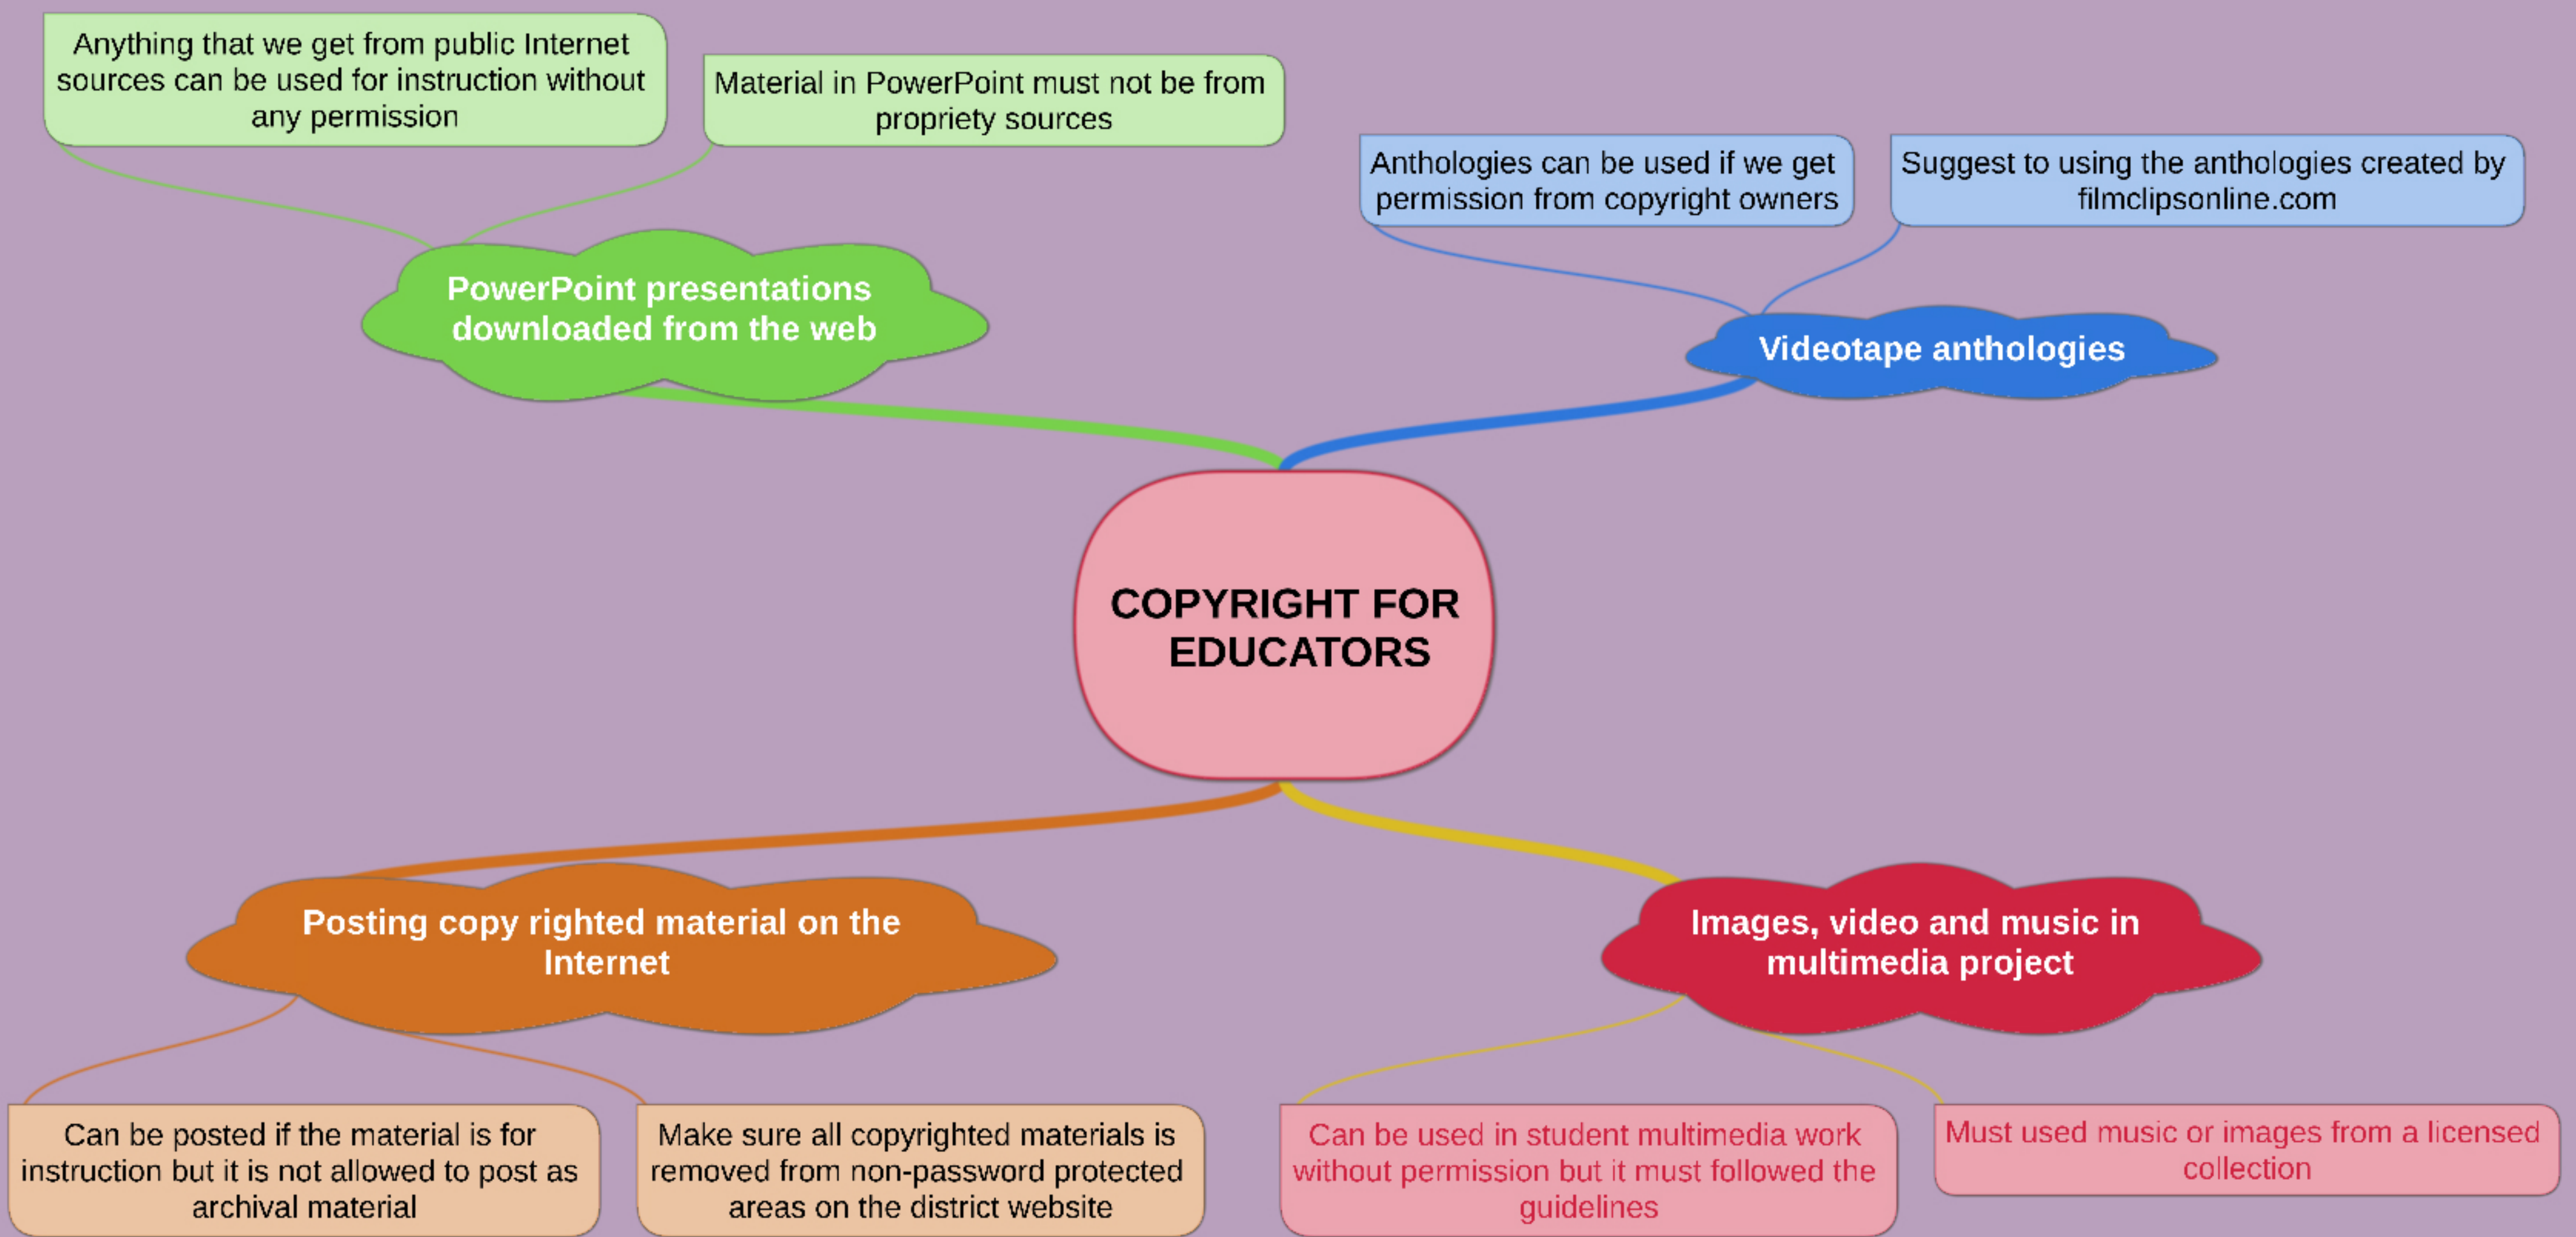 Anything that we get from public Internet
sources can be used for instruction without
any permission
Material in PowerPoint must not be from
propriety sources
Anthologies can be used if we get
permission from copyright owners
Suggest to using the anthologies created by
filmclipsonline.com
PowerPoint presentations
downloaded from the web
Videotape anthologies
COPYRIGHT FOR
EDUCATORS
Posting copy righted material on the
Internet
Images, video and music in
multimedia project
Can be posted if the material is for
instruction but it is not allowed to post as
archival material
Make sure all copyrighted materials is
removed from non-password protected
areas on the district website
Can be used in student multimedia work
without permission but it must followed the
guidelines
Must used music or images from a licensed
collection